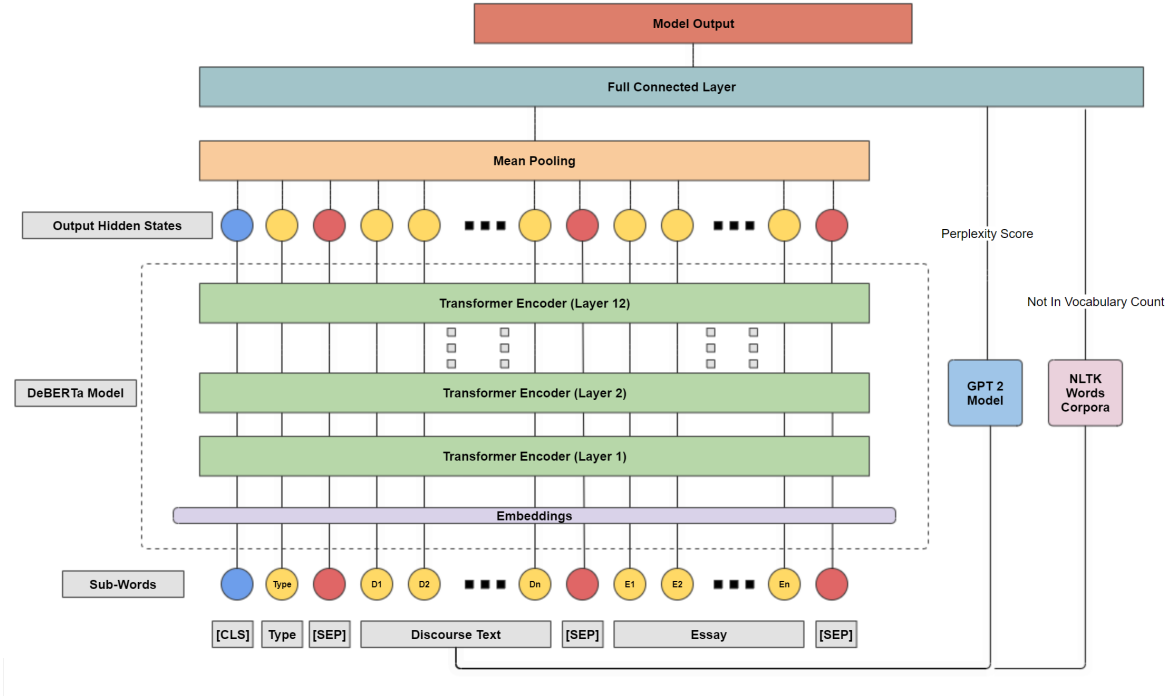 Model Output
Full Connected Layer
Mean Pooling
Output Hidden States
Perplexity Score
Transformer Encoder (Layer 12)
Not In Vocabulary Count
DeBERTa Model
Transformer Encoder (Layer 2)
GPT 2
Model
NLTK
Words
Corpora
Transformer Encoder (Layer 1)
Embeddings
Sub-Words
Type
D1
D2
Dn
E1
E2
En
[CLS]
Type
[SEP]
Discourse Text
[SEP]
Essay
[SEP]